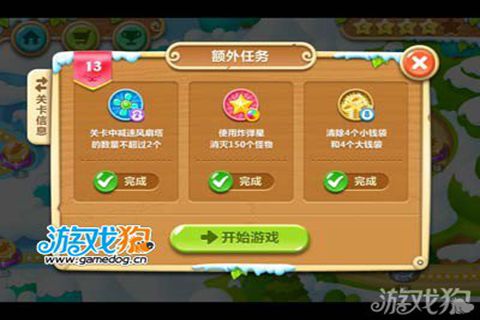 额外任务
13
关卡信息
2
8
关卡中减速风扇塔
的数量不超过2个
使用炸弹星
消灭150个怪物
清除4个小钱袋
和4个大钱袋
完成
完成
完成
开始游戏
游戏狗
www.gamedog.cn
游戏狗